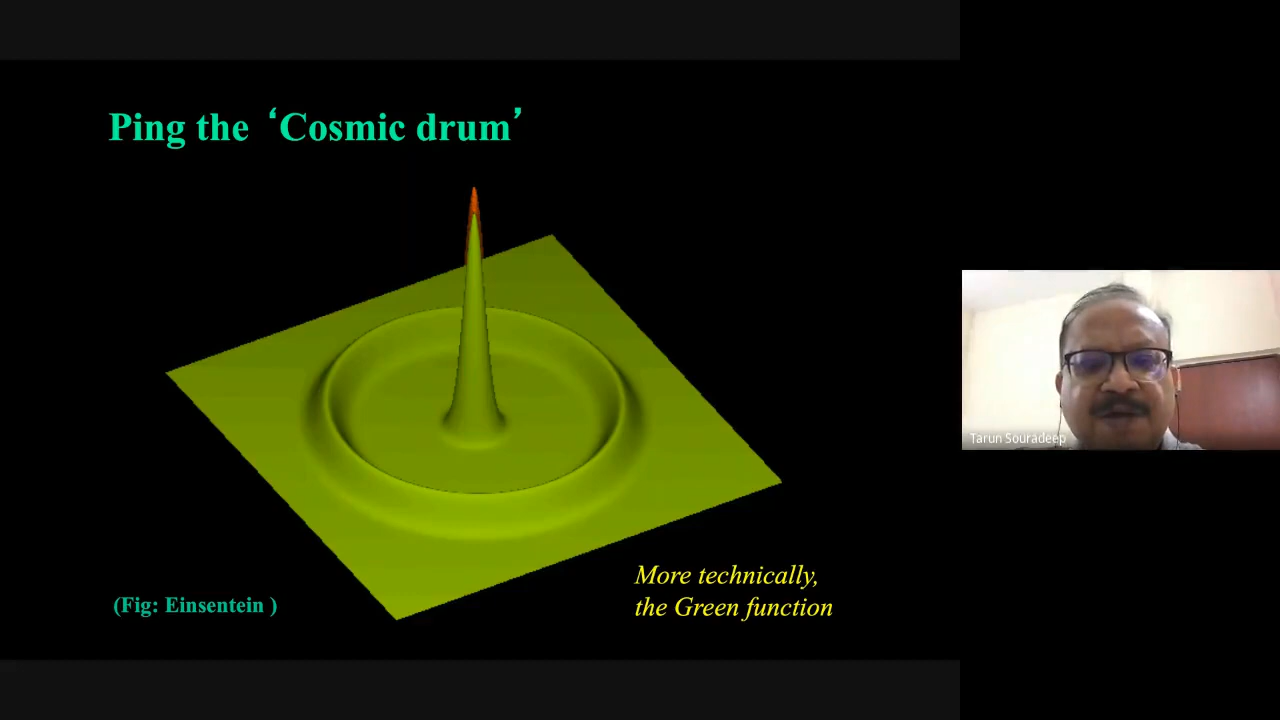 Ping the ‘Cosmic drum’
More technically,
the Green function
(Fig: Einsentein )
Tarun Souradeep